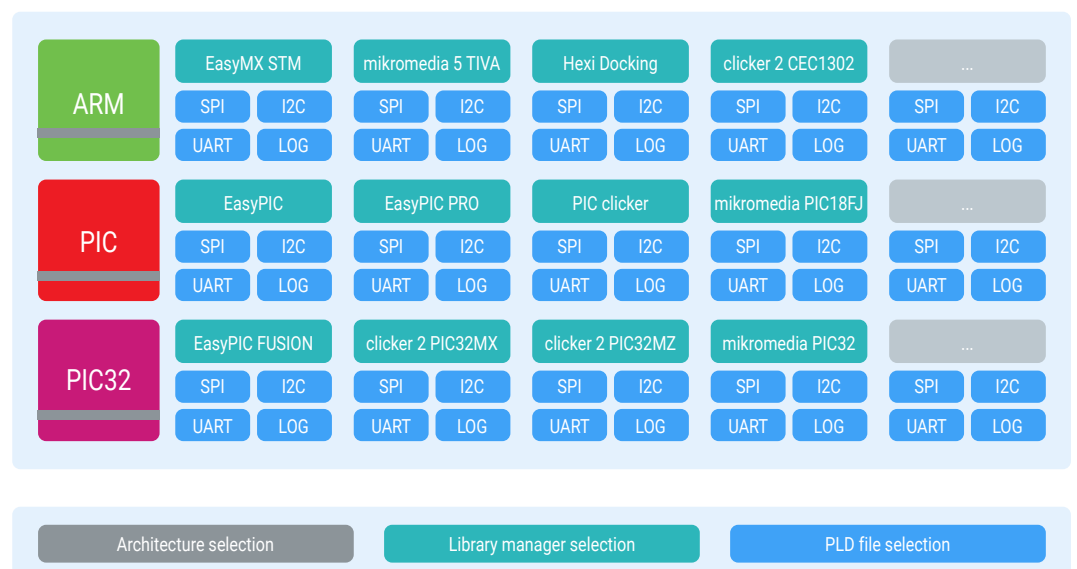 ARM
EasyMX STM
mikromedia 5 TIVA
Hexi Docking
clicker 2 CEC1302
...
SPI I2C SPI I2C SPI I2C SPI I2C SPI I2C
UART LOG UART LOG UART LOG UART LOG UART LOG
PIC
EasyPIC
EasyPIC PRO
PIC clicker
mikromedia PIC18FJ
...
SPI I2C SPI I2C SPI I2C SPI I2C SPI I2C
UART LOG UART LOG UART LOG UART LOG UART LOG
PIC32
EasyPIC FUSION
clicker 2 PIC32MX
clicker 2 PIC32MZ
mikromedia PIC32
...
SPI I2C SPI I2C SPI I2C SPI I2C SPI I2C
UART LOG UART LOG UART LOG UART LOG UART LOG
Architecture selection
Library manager selection
PLD file selection